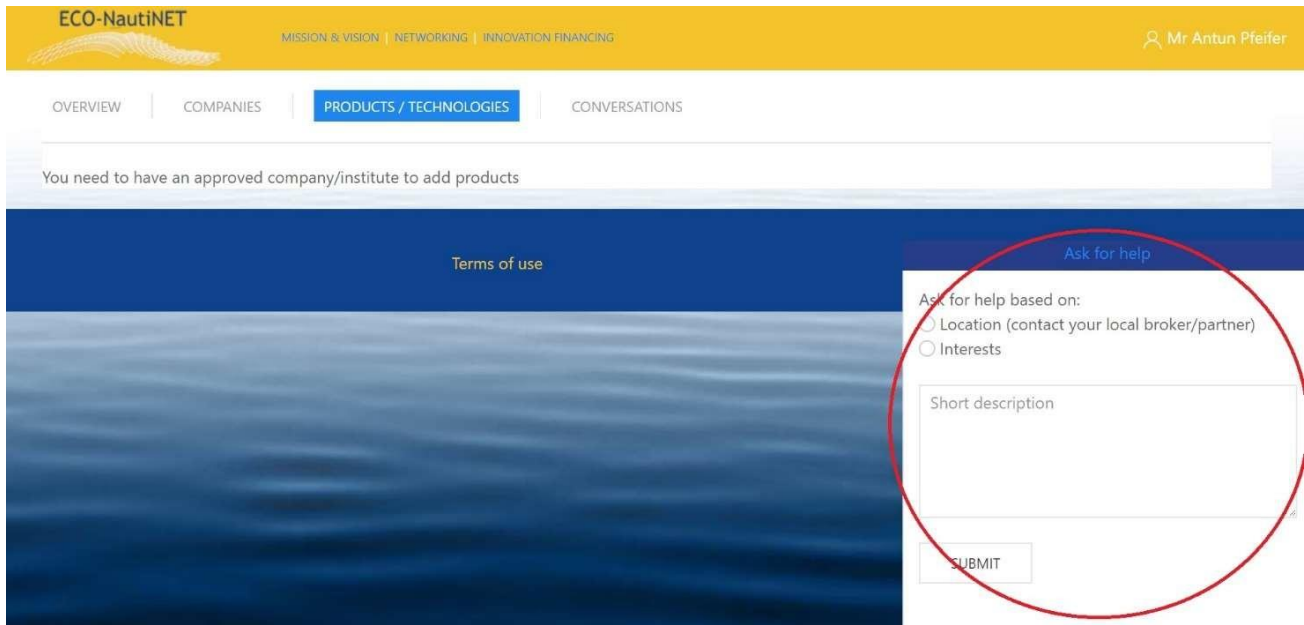 ECO-NautiNET
MISSION & VISION | NETWORKING | INNOVATION FINANCING
Mr Antun Pfeifer
OVERVIEW | COMPANIES | PRODUCTS / TECHNOLOGIES | CONVERSATIONS
You need to have an approved company/institute to add products
Terms of use
Ask for help
Ask for help based on:
Location (contact your local broker/partner)
Interests
Short description
SUBMIT